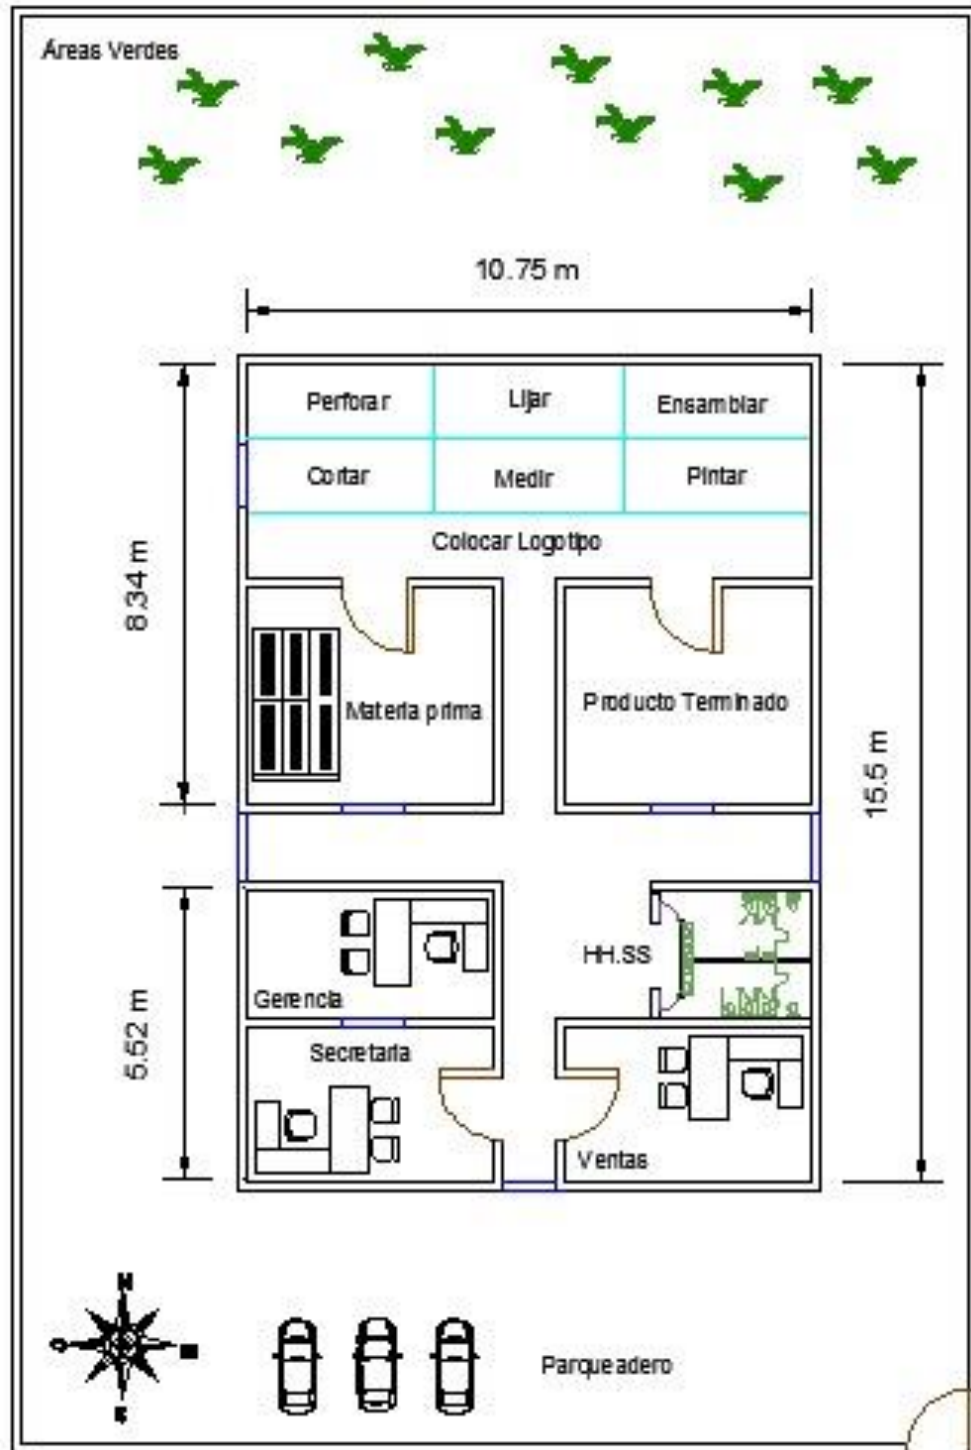 Áreas Verdes
10.75 m
Perforar
Lijar
Ensamblar
Cortar
Medir
Pintar
Colocar Logotipo
8.34 m
Materia prima
Producto Terminado
15.5 m
HH.SS
Gerencia
5.52 m
Secretaria
Ventas
N
O
E
S
Parqueadero